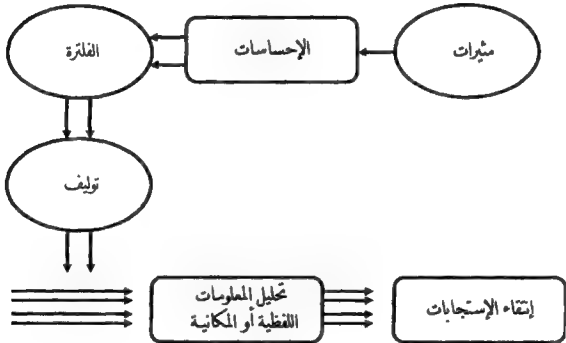 مثيرات
الإحساسات
الفلترة
توليف
تحليل المعلومات
اللفظية أو المكانية
إنتقاء الإستجابات